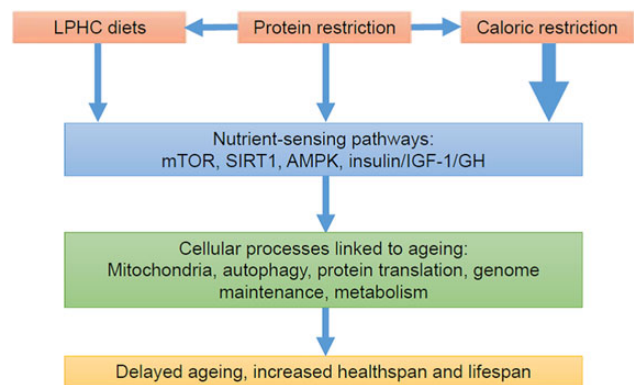 LPHC diets
Protein restriction
Caloric restriction
Nutrient-sensing pathways:
mTOR, SIRT1, AMPK, insulin/IGF-1/GH
Cellular processes linked to ageing:
Mitochondria, autophagy, protein translation, genome
maintenance, metabolism
Delayed ageing, increased healthspan and lifespan